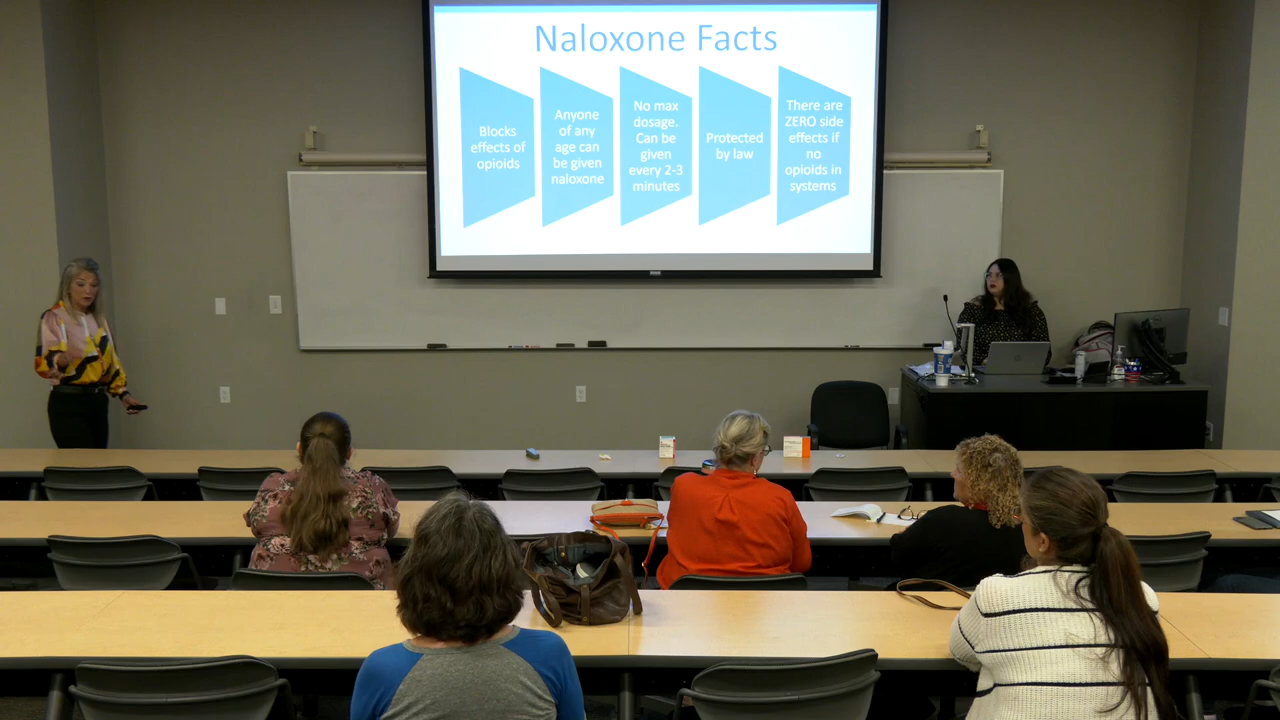 Naloxone Facts
Blocks
effects of
opioids
Anyone
of any
age can
be given
naloxone
No max
dosage.
Can be
given
every 2-3
minutes
Protected
by law
There are
ZERO side
effects if
no
opioids in
systems